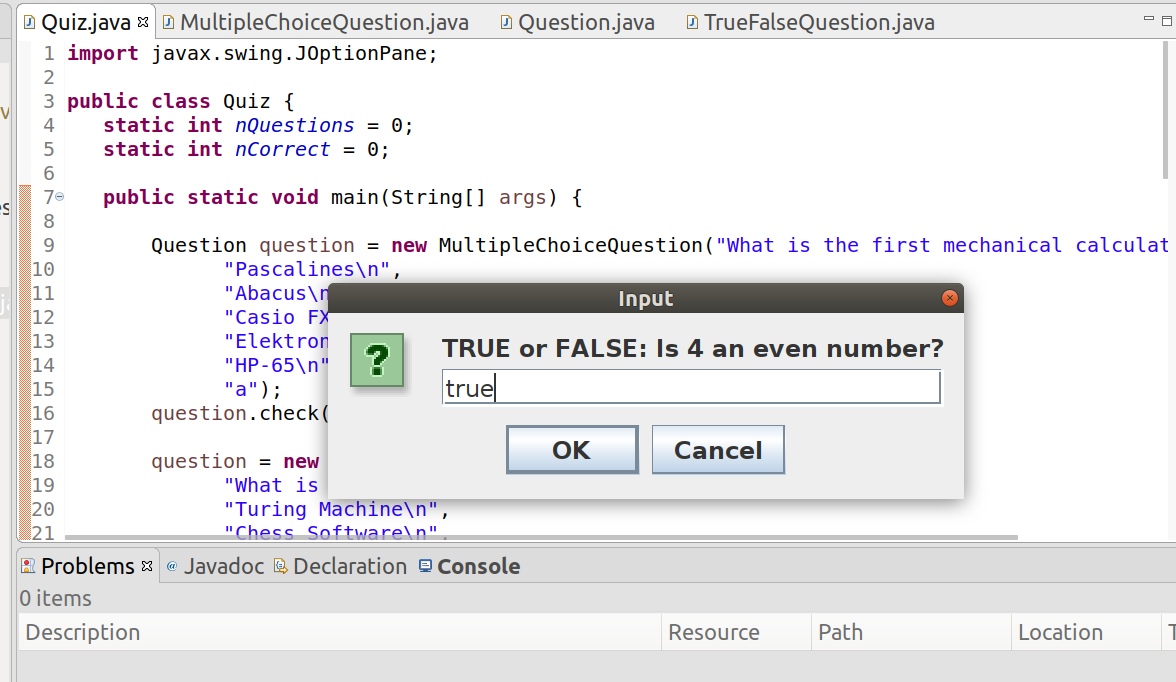 Quiz.java MultipleChoiceQuestion.java Question.java TrueFalseQuestion.java
1 import javax.swing.JOptionPane;
2
3 public class Quiz {
4 static int nQuestions = 0;
5 static int nCorrect = 0;
6
7 public static void main(String[] args) {
8
9 Question question = new MultipleChoiceQuestion("What is the first mechanical calculat
10 "Pascalines\n",
11 "Abacus\n
12 "Casio FX
13 "Elektron
14 "HP-65\n"
15 "a");
16 question.check(
17
18 question = new
19 "What is
20 "Turing Machine\n",
21 "Chess Software\n",
Input
TRUE or FALSE: Is 4 an even number?
true
OK Cancel
Problems Javadoc Declaration Console
0 items
Description Resource Path Location T